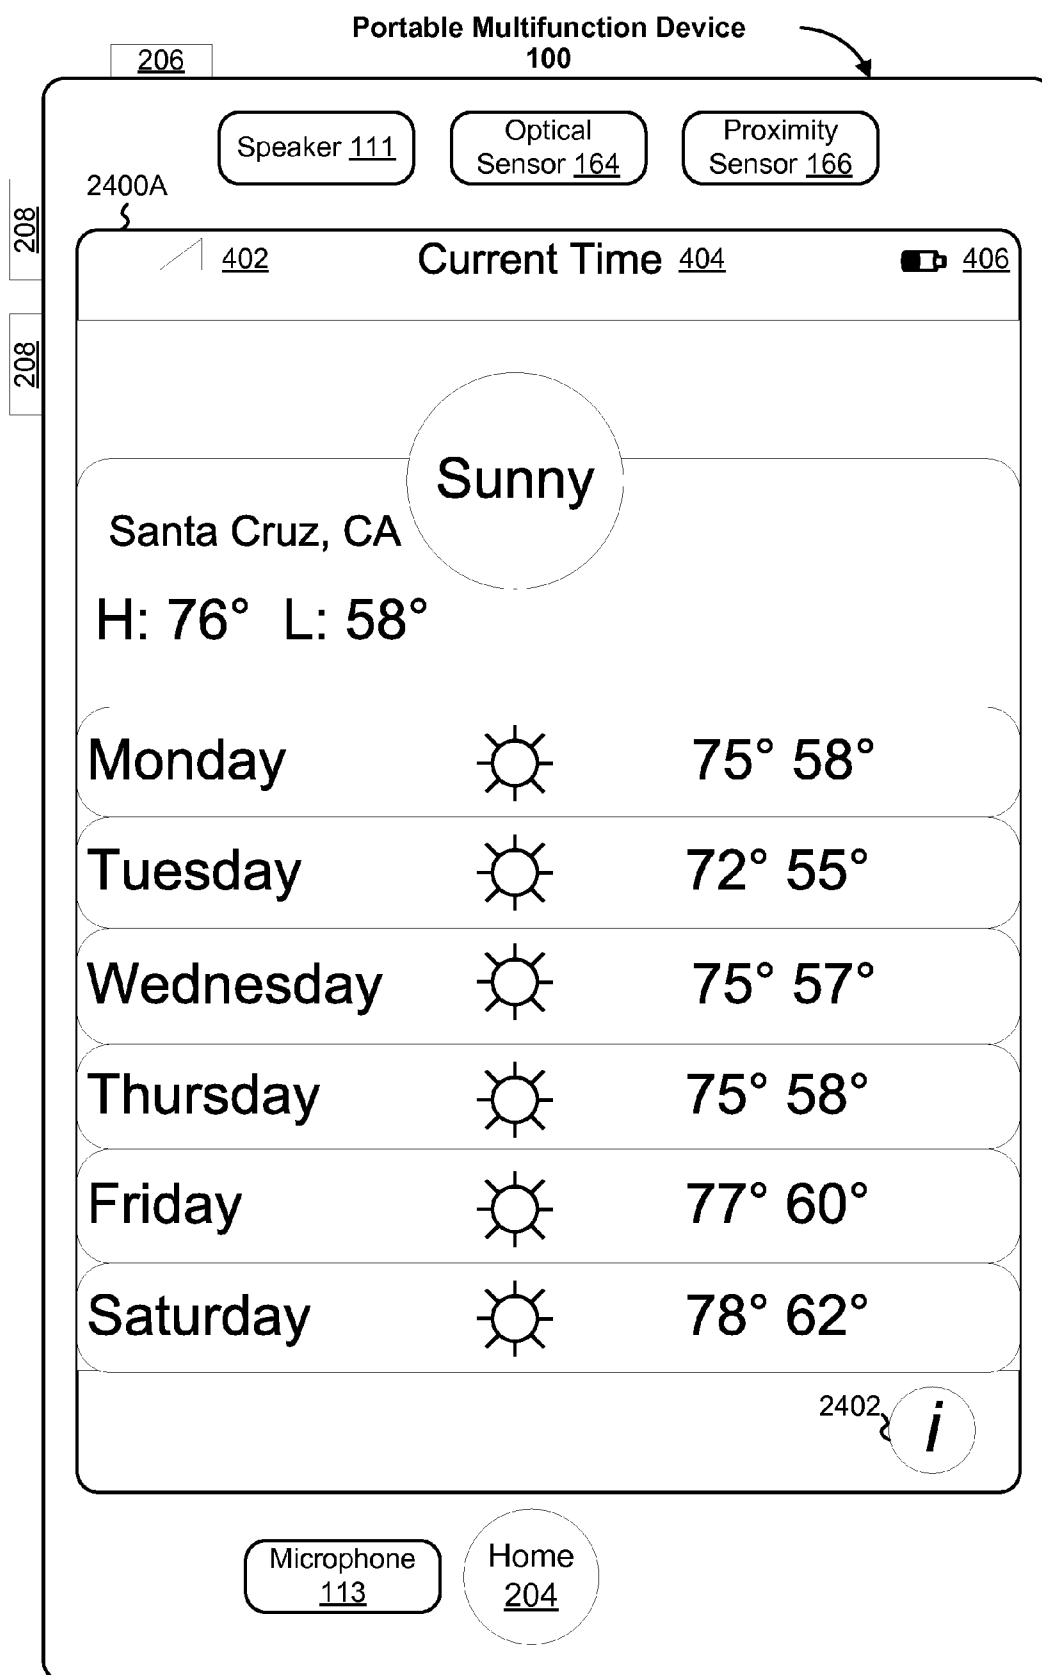 Portable Multifunction Device
100
206
Speaker 111
Optical
Sensor 164
Proximity
Sensor 166
2400A
208
208
402
Current Time 404
406
Sunny
Santa Cruz, CA
H: 76° L: 58°
Monday 75° 58°
Tuesday 72° 55°
Wednesday 75° 57°
Thursday 75° 58°
Friday 77° 60°
Saturday 78° 62°
2402
i
Microphone
113
Home
204